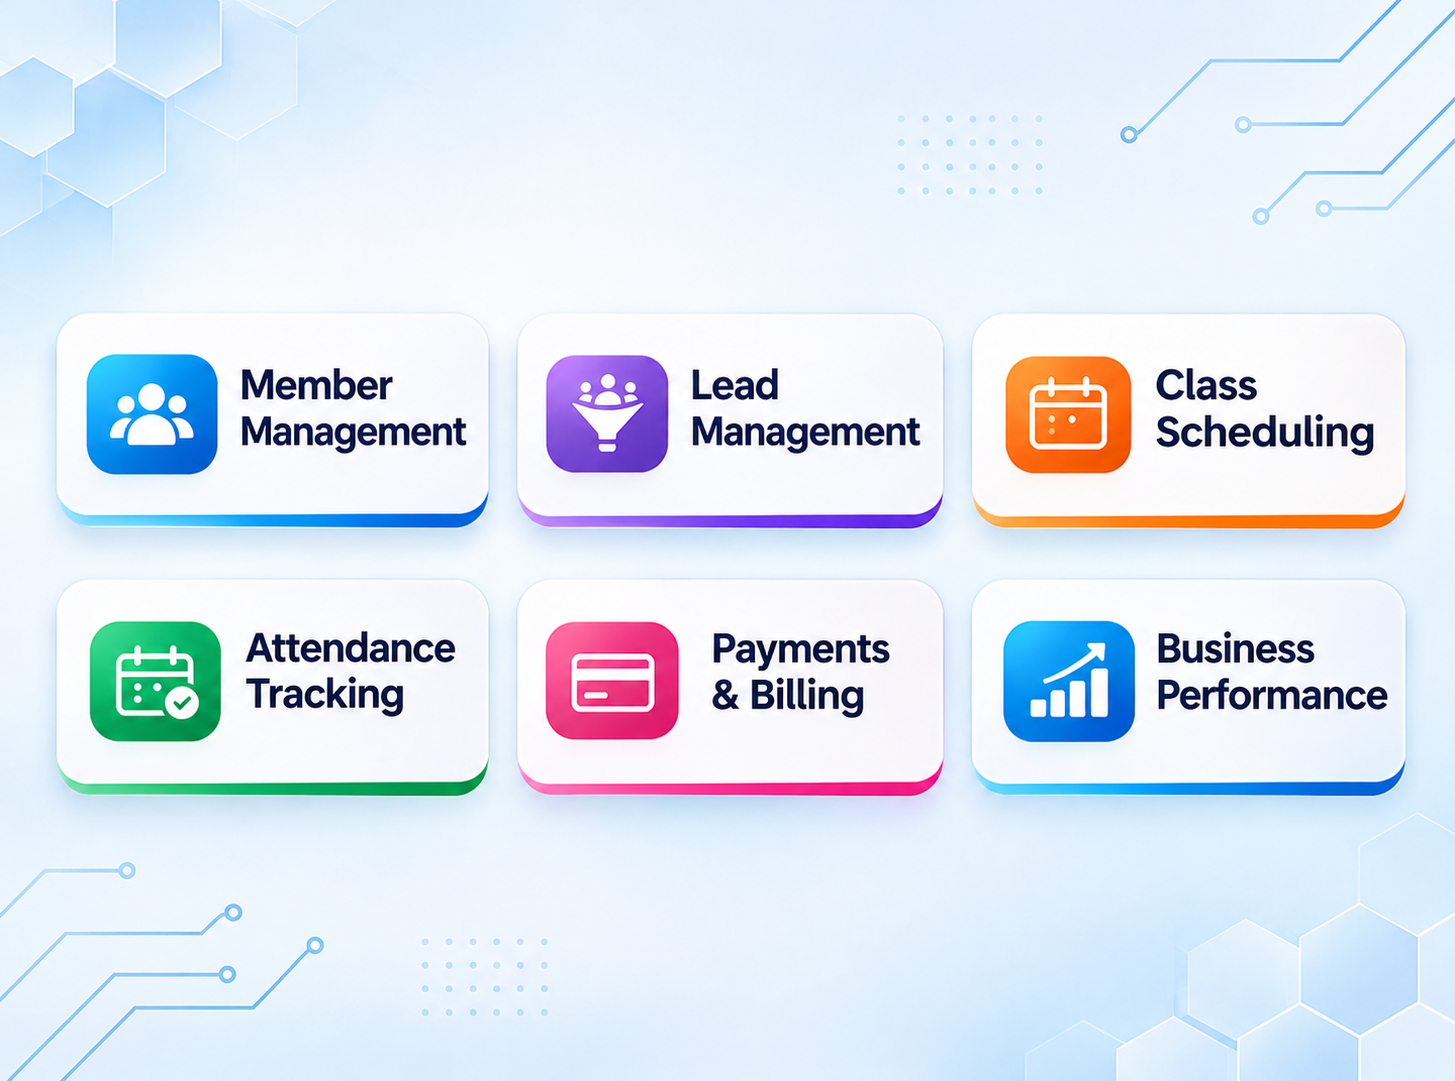 Member
Management
Lead
Management
Class
Scheduling
Attendance
Tracking
Payments
& Billing
Business
Performance